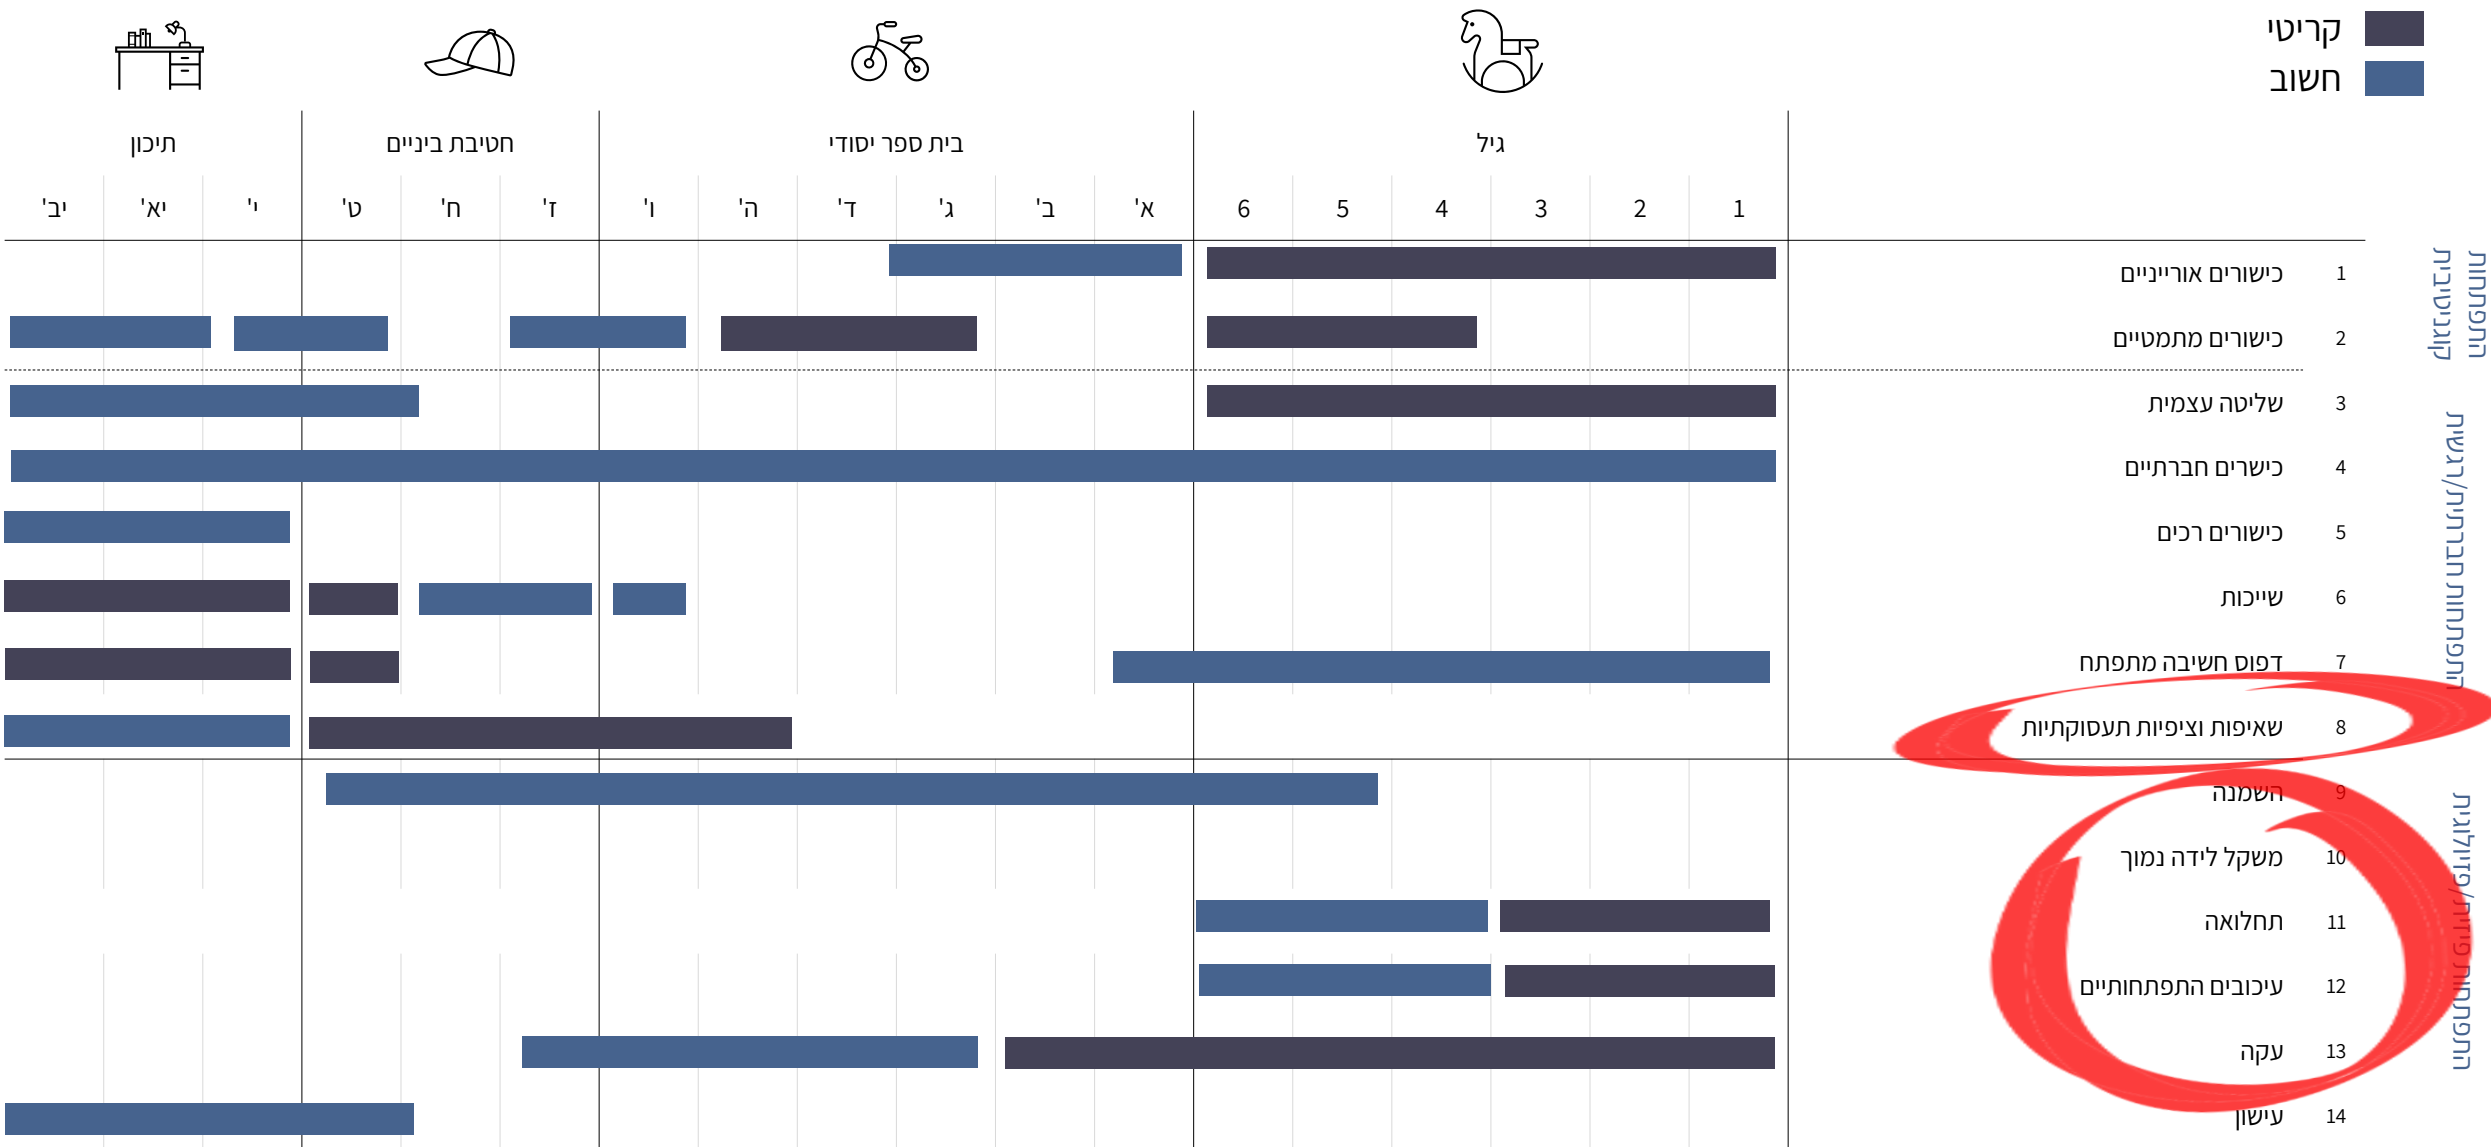 קריטי
חשוב
גיל
בית ספר יסודי
חטיבת ביניים
תיכון
1 2 3 4 5 6 א' ב' ג' ד' ה' ו' ז' ח' ט' י' יא' יב'
התפתחות
קוגניטיבית
1 כישורים אורייניים
2 כישורים מתמטיים
התפתחות חברתית/רגשית
3 שליטה עצמית
4 כישרים חברתיים
5 כישורים רכים
6 שייכות
7 דפוס חשיבה מתפתח
8 שאיפות וציפיות תעסוקתיות
התפתחות פיזית/פזיולוגית
9 השמנה
10 משקל לידה נמוך
11 תחלואה
12 עיכובים התפתחותיים
13 עקה
14 עישון